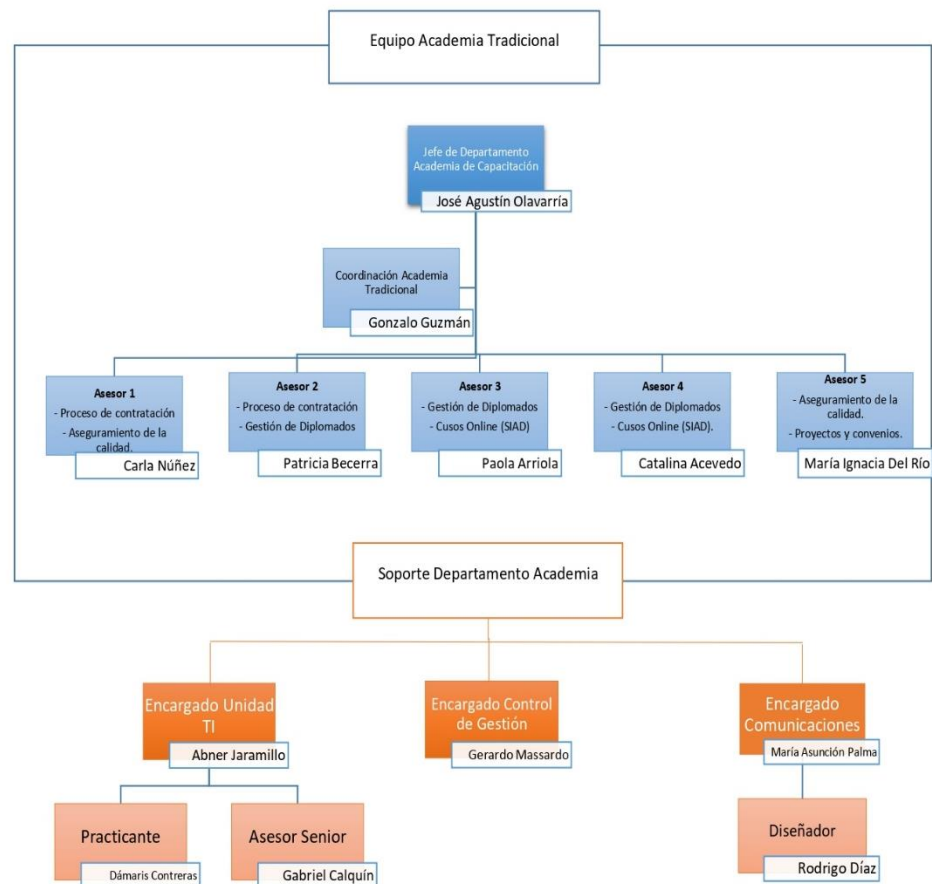 Equipo Academia Tradicional
Jefe de Departamento
Academia de Capacitación
José Agustín Olavarría
Coordinación Academia
Tradicional
Gonzalo Guzmán
Asesor 1
- Proceso de contratación
- Aseguramiento de la
calidad.
Carla Núñez
Asesor 2
- Proceso de contratación
- Gestión de Diplomados
Patricia Becerra
Asesor 3
- Gestión de Diplomados
- Cusos Online (SIAD)
Paola Arriola
Asesor 4
- Gestión de Diplomados
- Cusos Online (SIAD).
Catalina Acevedo
Asesor 5
- Aseguramiento de la
calidad.
- Proyectos y convenios.
María Ignacia Del Río
Soporte Departamento Academia
Encargado Unidad
TI
Abner Jaramillo
Encargado Control
de Gestión
Gerardo Massardo
Encargado
Comunicaciones
María Asunción Palma
Practicante
Dámaris Contreras
Asesor Senior
Gabriel Calquín
Diseñador
Rodrigo Díaz